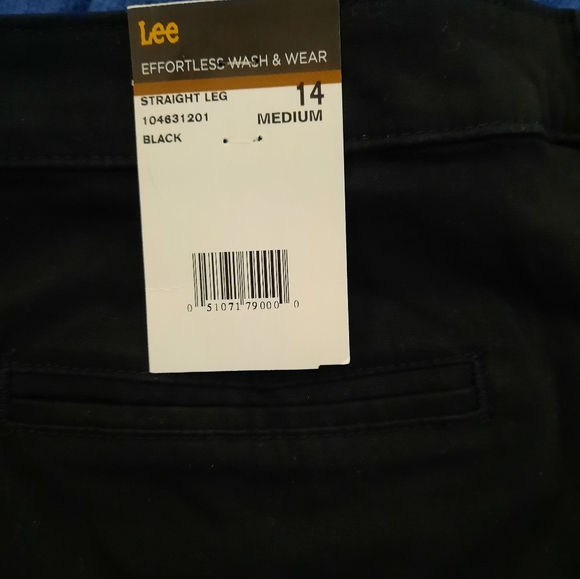 Lee
EFFORTLESS WASH & WEAR
STRAIGHT LEG 14
104631201 MEDIUM
BLACK
0 51071 79000 0